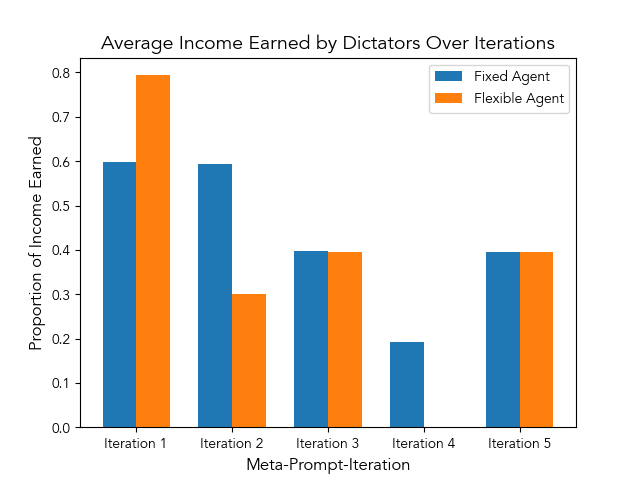 Average Income Earned by Dictators Over Iterations
Fixed Agent
Flexible Agent
Proportion of Income Earned
0.8
0.7
0.6
0.5
0.4
0.3
0.2
0.1
0.0
Iteration 1 Iteration 2 Iteration 3 Iteration 4 Iteration 5
Meta-Prompt-Iteration